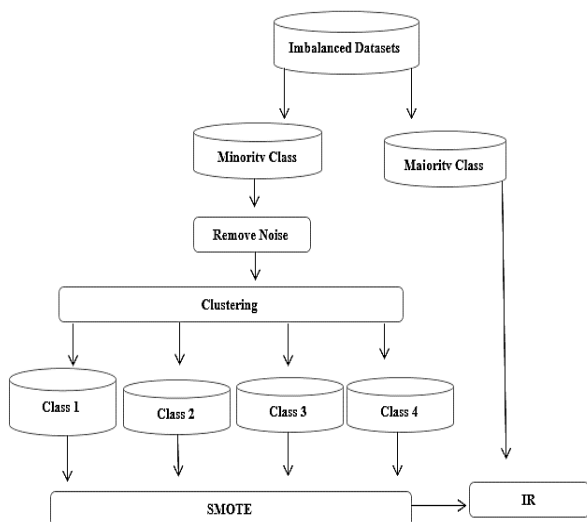 Imbalanced Datasets
Minority Class
Majority Class
Remove Noise
Clustering
Class 1
Class 2
Class 3
Class 4
SMOTE
IR